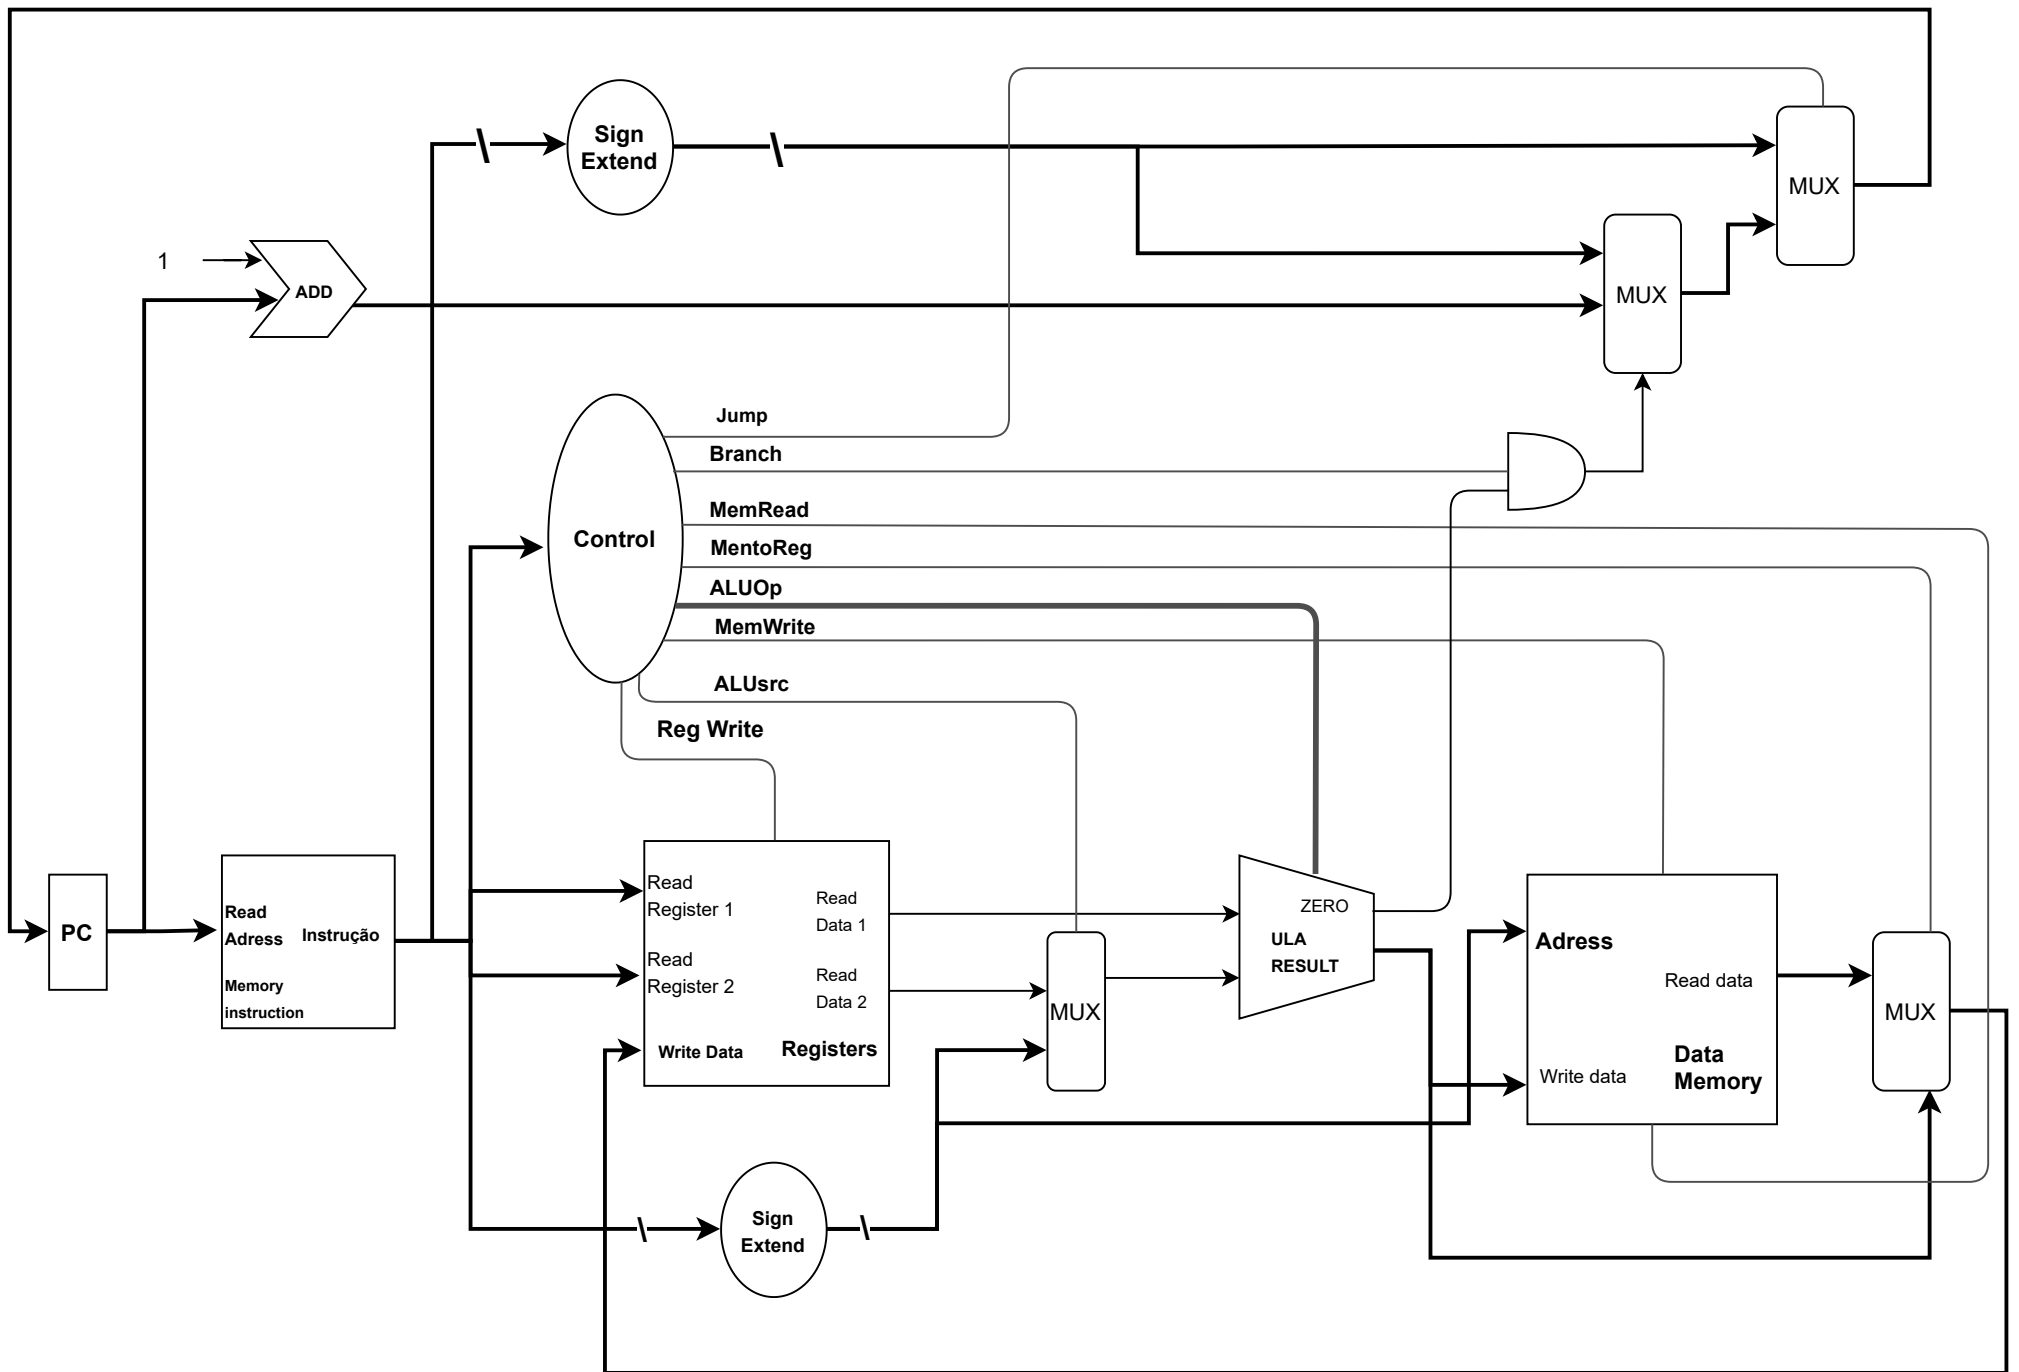 Sign
Extend
MUX
1
ADD
MUX
Jump
Branch
MemRead
MentoReg
ALUOp
MemWrite
Control
ALUsrc
Reg Write
PC
Read
Adress
Instrução
Memory
instruction
Read
Register 1
Read
Data 1
Read
Register 2
Read
Data 2
Write Data
Registers
MUX
ZERO
ULA
RESULT
Adress
Read data
Write data
Data
Memory
MUX
Sign
Extend